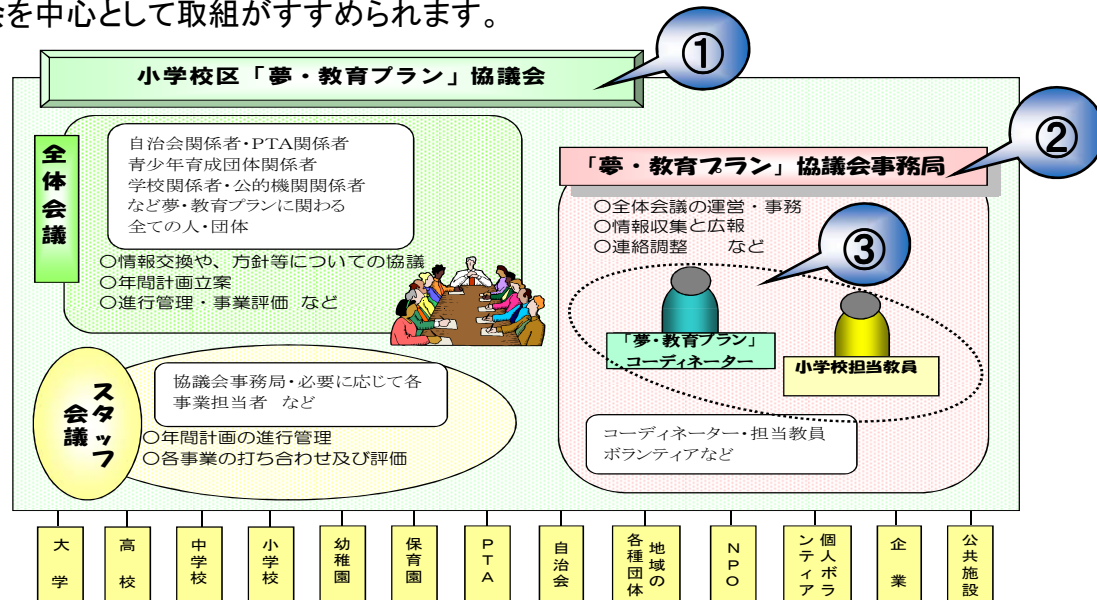 会を中心として取組がすすめられます。
①
小学校区「夢・教育プラン」協議会
②
全体会議
自治会関係者・PTA関係者
青少年育成団体関係者
学校関係者・公的機関関係者
など夢・教育プランに関わる
全ての人・団体
○情報交換や、方針等についての協議
○年間計画立案
○進行管理・事業評価 など
「夢・教育プラン」協議会事務局
○全体会議の運営・事務
○情報収集と広報
○連絡調整 など
③
「夢・教育プラン」
コーディネーター
小学校担当教員
コーディネーター・担当教員
ボランティアなど
スタッフ
会議
協議会事務局・必要に応じて各
事業担当者 など
○年間計画の進行管理
○各事業の打ち合わせ及び評価
大学
高校
中学校
小学校
幼稚園
保育園
PTA
自治会
地域の
各種団体
NPO
個人ボラ
ンティア
企業
公共施設